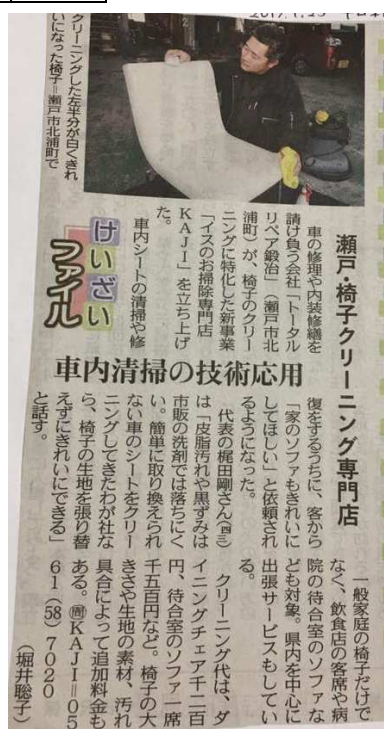 クリーニングした左半分が白くきれ
いになった椅子＝瀬戸市北浦町で
瀬戸・椅子クリーニング専門店
車内清掃の技術応用
けいざい
ファイル
車の修理や内装修繕を
請け負う会社「トータル
リペア鍛冶」（瀬戸市北
浦町）が、椅子のクリー
ニングに特化した新事業
「イスのお掃除専門店
ＫＡＪＩ」を立ち上げ
た。
車内シートの清掃や修
復をするうちに、客から
「家のソファもきれいに
してほしい」と依頼され
るようになった。
代表の梶田剛さん（四三）
は「皮脂汚れや黒ずみは
市販の洗剤では落ちにく
い。簡単に取り換えられ
ない車のシートをクリー
ニングしてきたわが社な
ら、椅子の生地を張り替
えずにきれいにできる」
と話す。
一般家庭の椅子だけで
なく、飲食店の客席や病
院の待合室のソファな
ども対象。県内を中心に
出張サービスもしてい
る。
クリーニング代は、ダ
イニングチェア千二百
円、待合室のソファ一席
千五百円など。椅子の大
きさや生地の素材、汚れ
具合によって追加料金も
ある。㉄ＫＡＪＩ＝０５
６１（５８）７０２０
（堀井聡子）